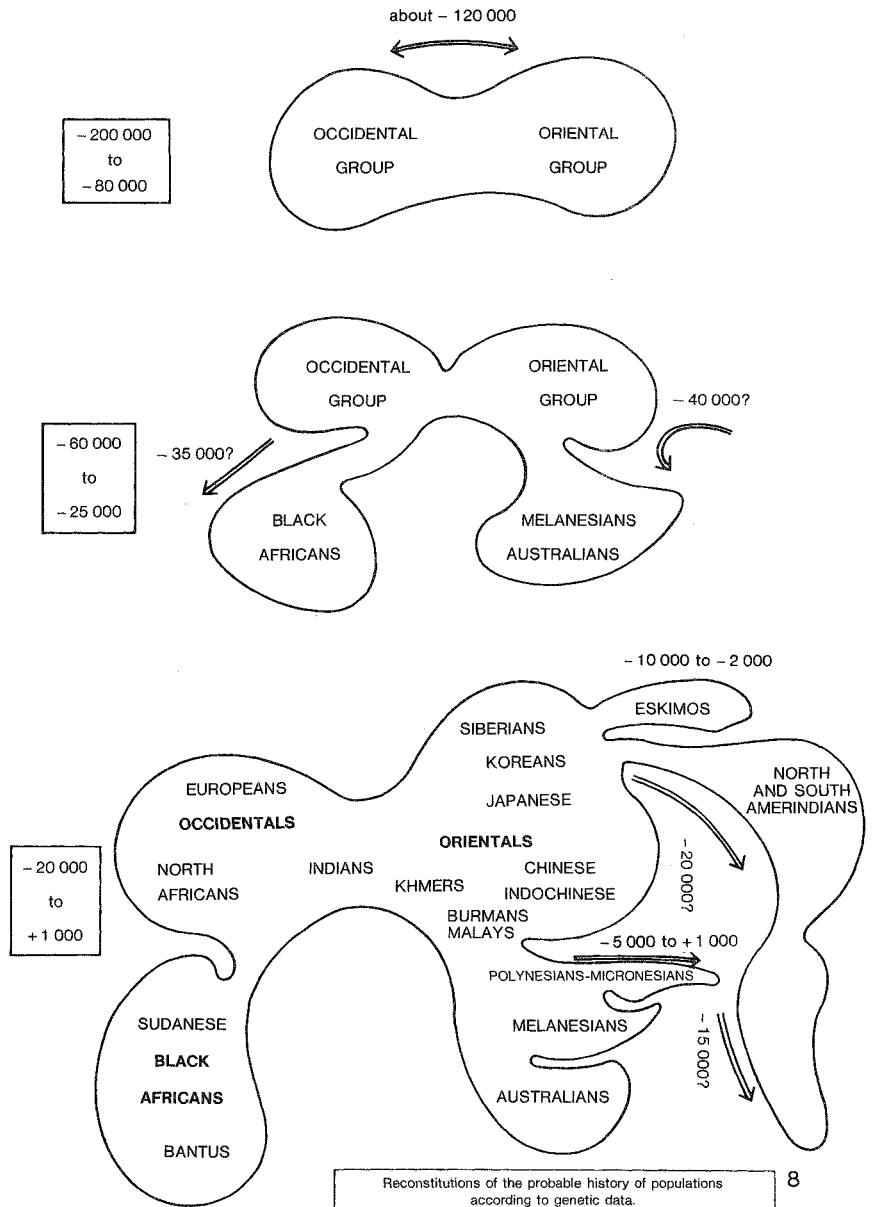 about – 120 000
– 200 000
to
– 80 000
OCCIDENTAL
GROUP
ORIENTAL
GROUP
OCCIDENTAL
GROUP
ORIENTAL
GROUP
– 40 000?
– 60 000
to
– 25 000
– 35 000?
BLACK
AFRICANS
MELANESIANS
AUSTRALIANS
– 10 000 to – 2 000
ESKIMOS
SIBERIANS
KOREANS
JAPANESE
NORTH
AND SOUTH
AMERINDIANS
EUROPEANS
OCCIDENTALS
ORIENTALS
– 20 000
to
+ 1 000
NORTH
AFRICANS
INDIANS
KHMERS
CHINESE
INDOCHINESE
BURMANS
MALAYS
–20 000?
– 5 000 to + 1 000
POLYNESIANS-MICRONESIANS
SUDANESE
BLACK
AFRICANS
BANTUS
MELANESIANS
AUSTRALIANS
–15 000?
Reconstitutions of the probable history of populations
according to genetic data.
8